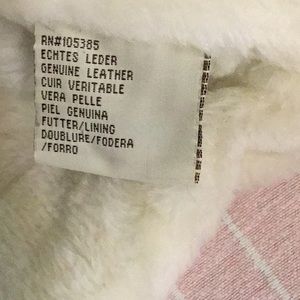 RN#105385
ECHTES LEDER
GENUINE LEATHER
CUIR VERITABLE
VERA PELLE
PIEL GENUINA
FUTTER/LINING
DOUBLURE/FODERA
/FORRO